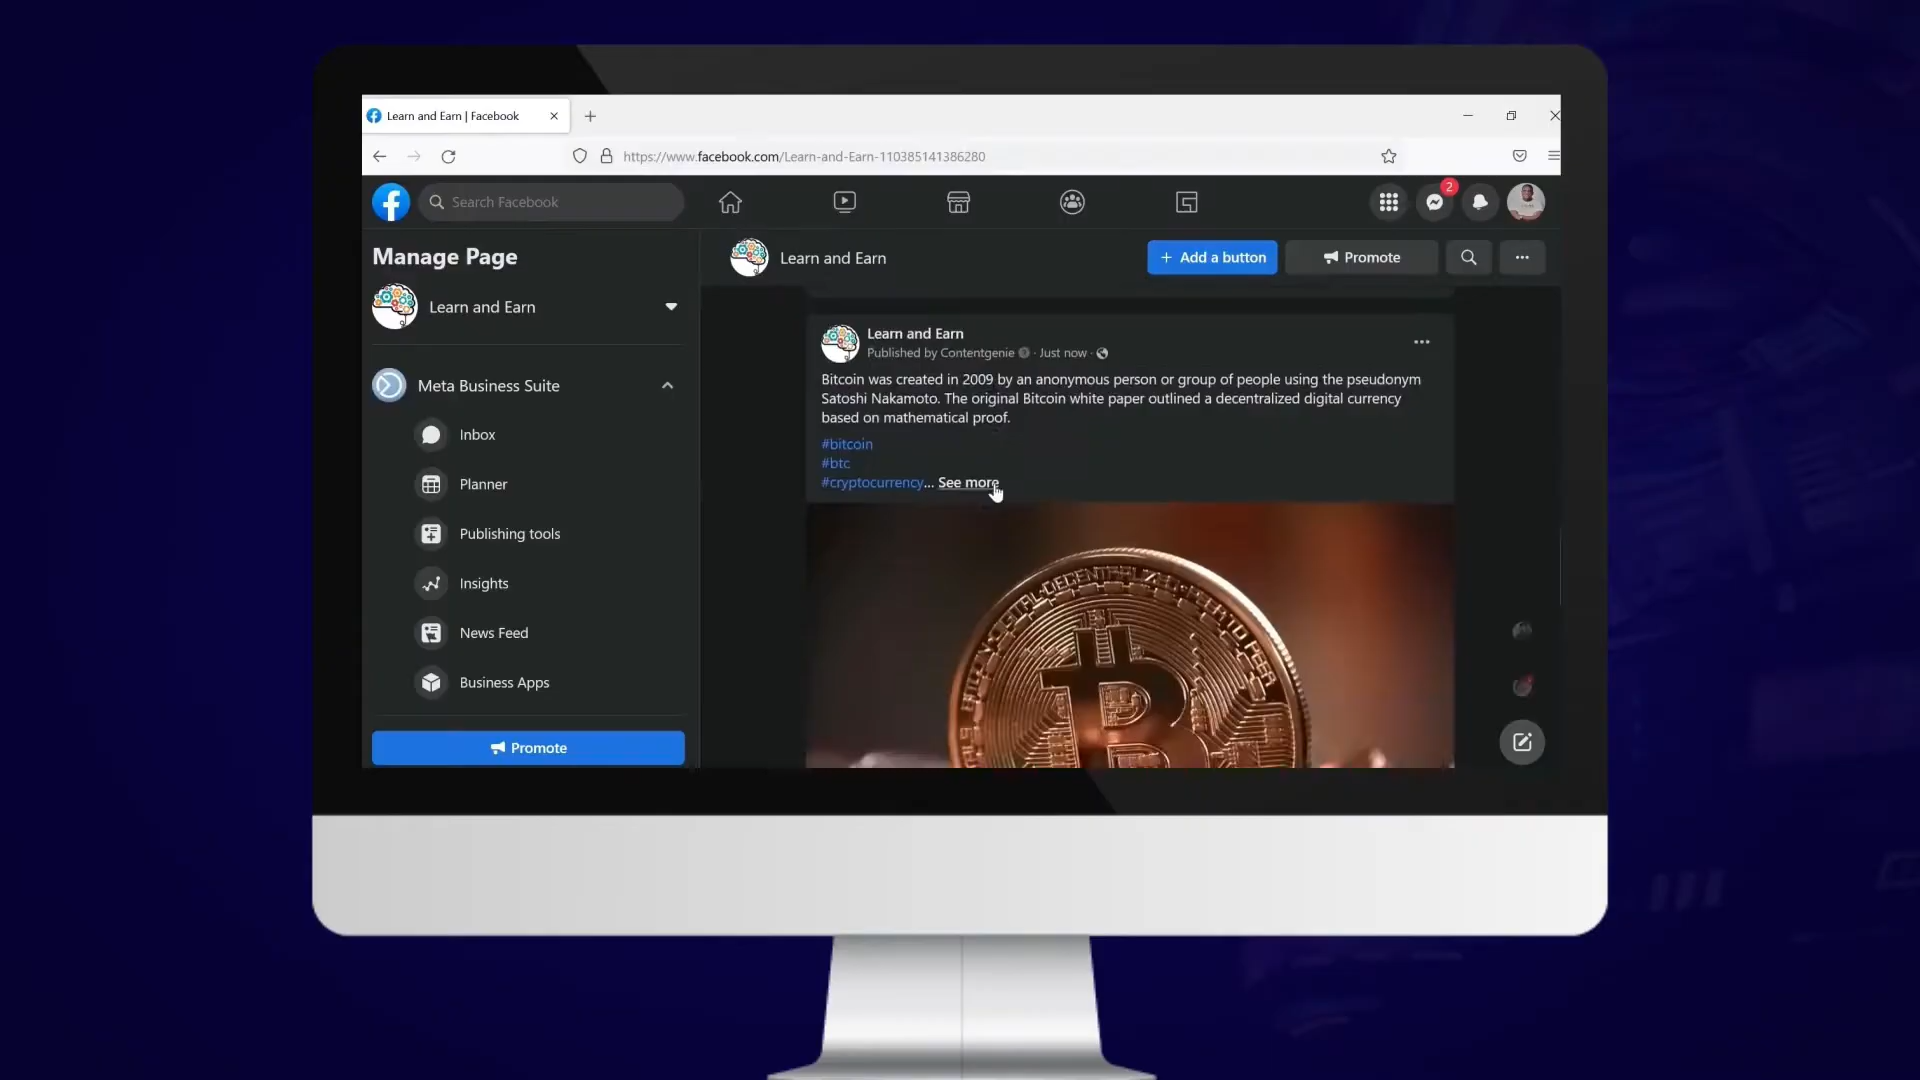 Learn and Earn | Facebook
https://www.facebook.com/Learn-and-Earn-110385141386280
Search Facebook
2
Manage Page
Learn and Earn
Meta Business Suite
Inbox
Planner
Publishing tools
Insights
News Feed
Business Apps
Promote
Learn and Earn
+ Add a button
Promote
Learn and Earn
Published by Contentgenie · Just now ·
Bitcoin was created in 2009 by an anonymous person or group of people using the pseudonym
Satoshi Nakamoto. The original Bitcoin white paper outlined a decentralized digital currency
based on mathematical proof.
#bitcoin
#btc
#cryptocurrency... See more